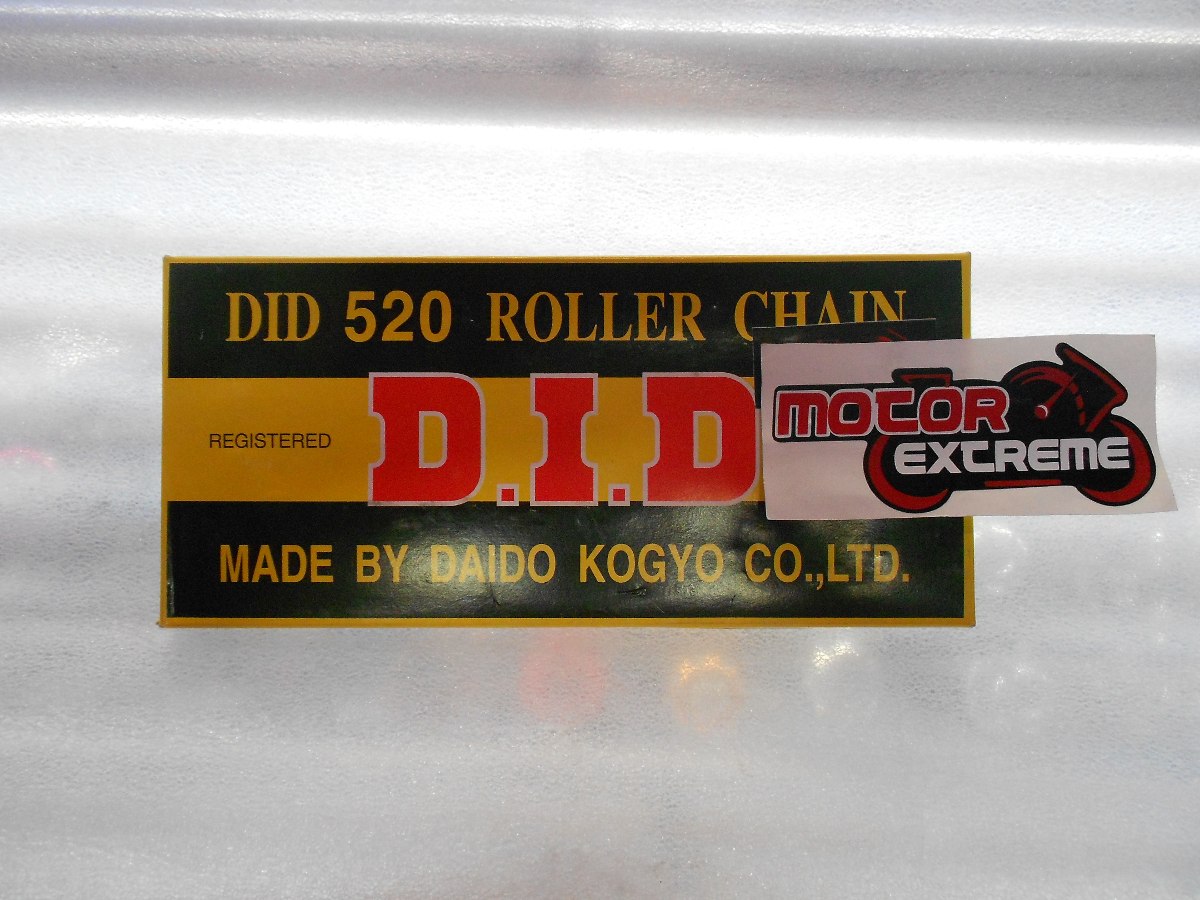 DID 520 ROLLER CHAIN
REGISTERED
D.I.D
MADE BY DAIDO KOGYO CO.,LTD.
MOTOR
EXTREME